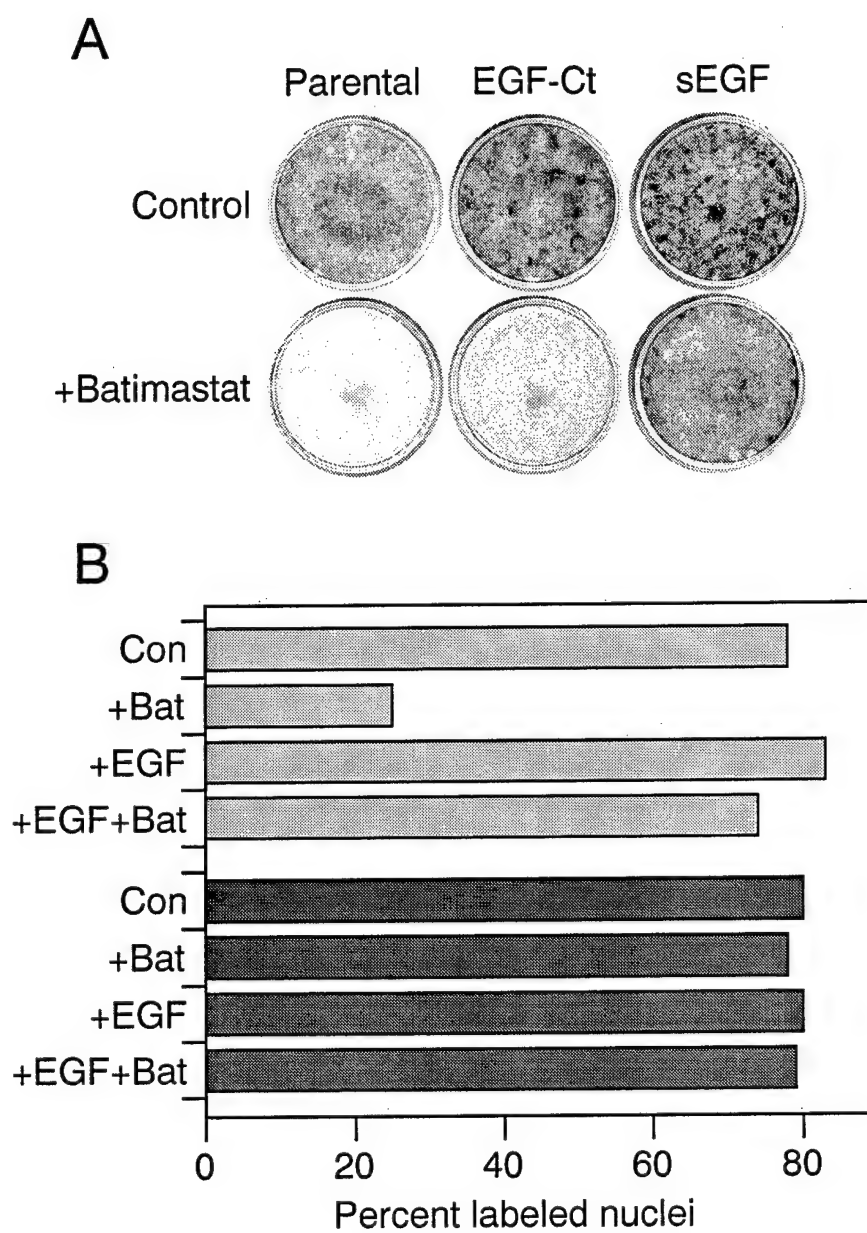 A
Parental EGF-Ct sEGF
Control
+Batimastat
B
Con
+Bat
+EGF
+EGF+Bat
Con
+Bat
+EGF
+EGF+Bat
0 20 40 60 80
Percent labeled nuclei